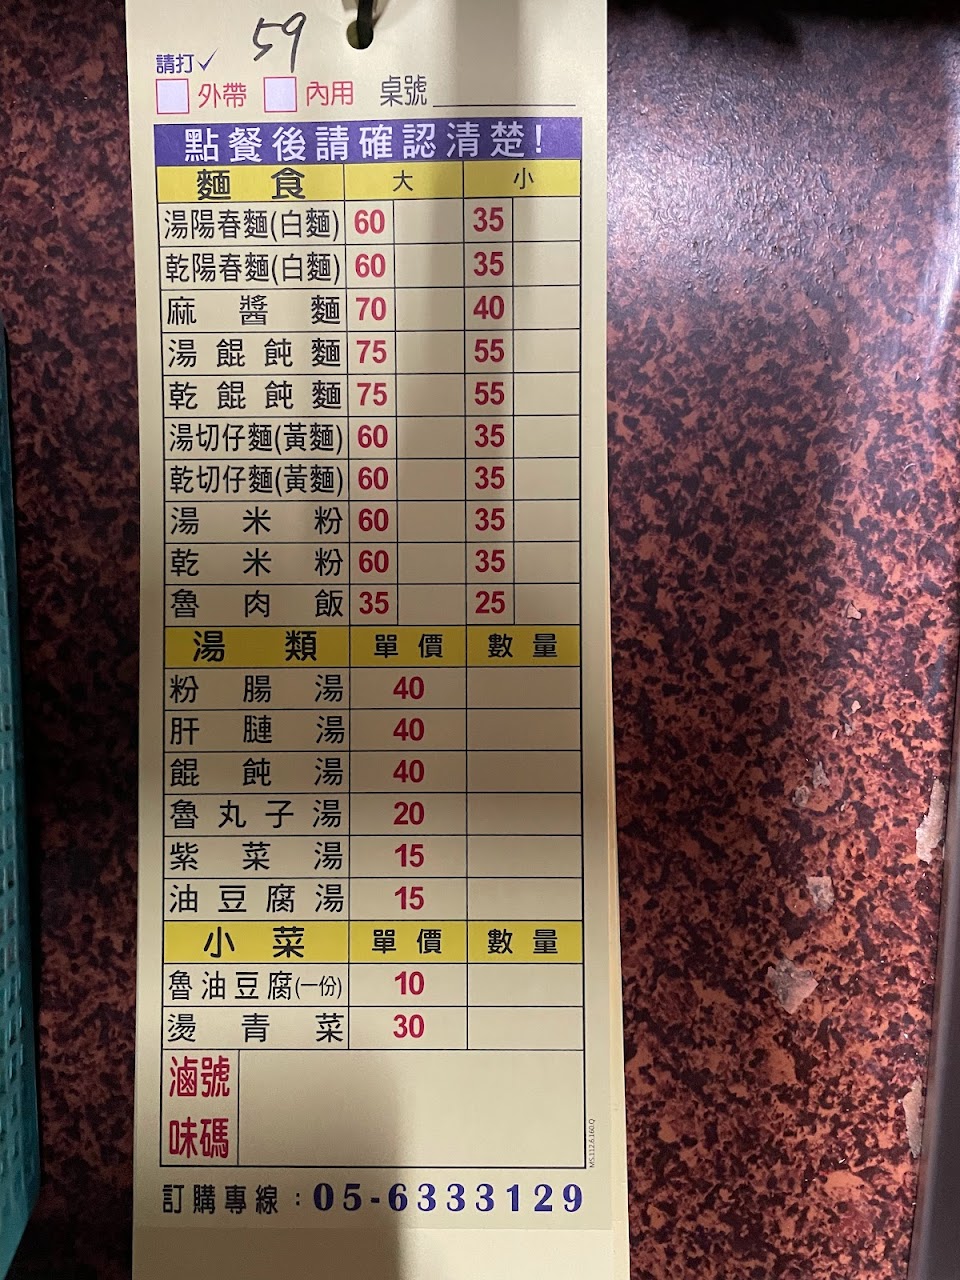 59
請打✓
外帶 內用 桌號
點餐後請確認清楚!
麵食 大 小
湯陽春麵(白麵) 60 35
乾陽春麵(白麵) 60 35
麻醬麵 70 40
湯餛飩麵 75 55
乾餛飩麵 75 55
湯切仔麵(黃麵) 60 35
乾切仔麵(黃麵) 60 35
湯米粉 60 35
乾米粉 60 35
魯肉飯 35 25
湯類 單價 數量
粉腸湯 40
肝膸湯 40
餛飩湯 40
魯丸子湯 20
紫菜湯 15
油豆腐湯 15
小菜 單價 數量
魯油豆腐(一份) 10
燙青菜 30
滷味號碼
訂購專線：05-6333129
MS.112.6.160.Q